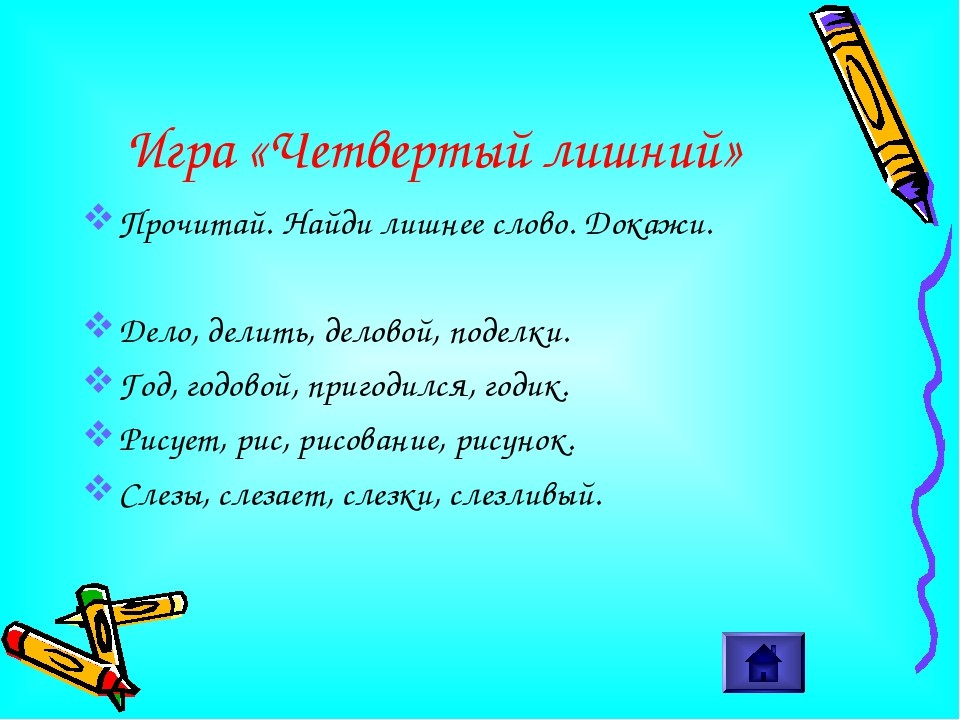 Игра «Четвертый лишний»
Прочитай. Найди лишнее слово. Докажи.
Дело, делить, деловой, поделки.
Год, годовой, пригодился, годик.
Рисует, рис, рисование, рисунок.
Слезы, слезает, слезки, слезливый.